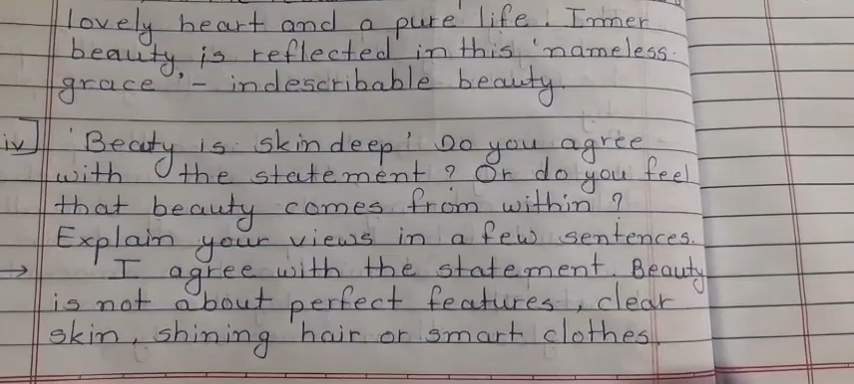 lovely heart and a pure life. Inner
beauty is reflected in this 'nameless
grace' - indescribable beauty.
iv] 'Beaty is skin deep! Do you agree
with the statement ? Or do you feel
that beauty comes from within ?
Explain your views in a few sentences.
→ I agree with the statement. Beauty
is not about perfect features, clear
skin, shining hair or smart clothes.